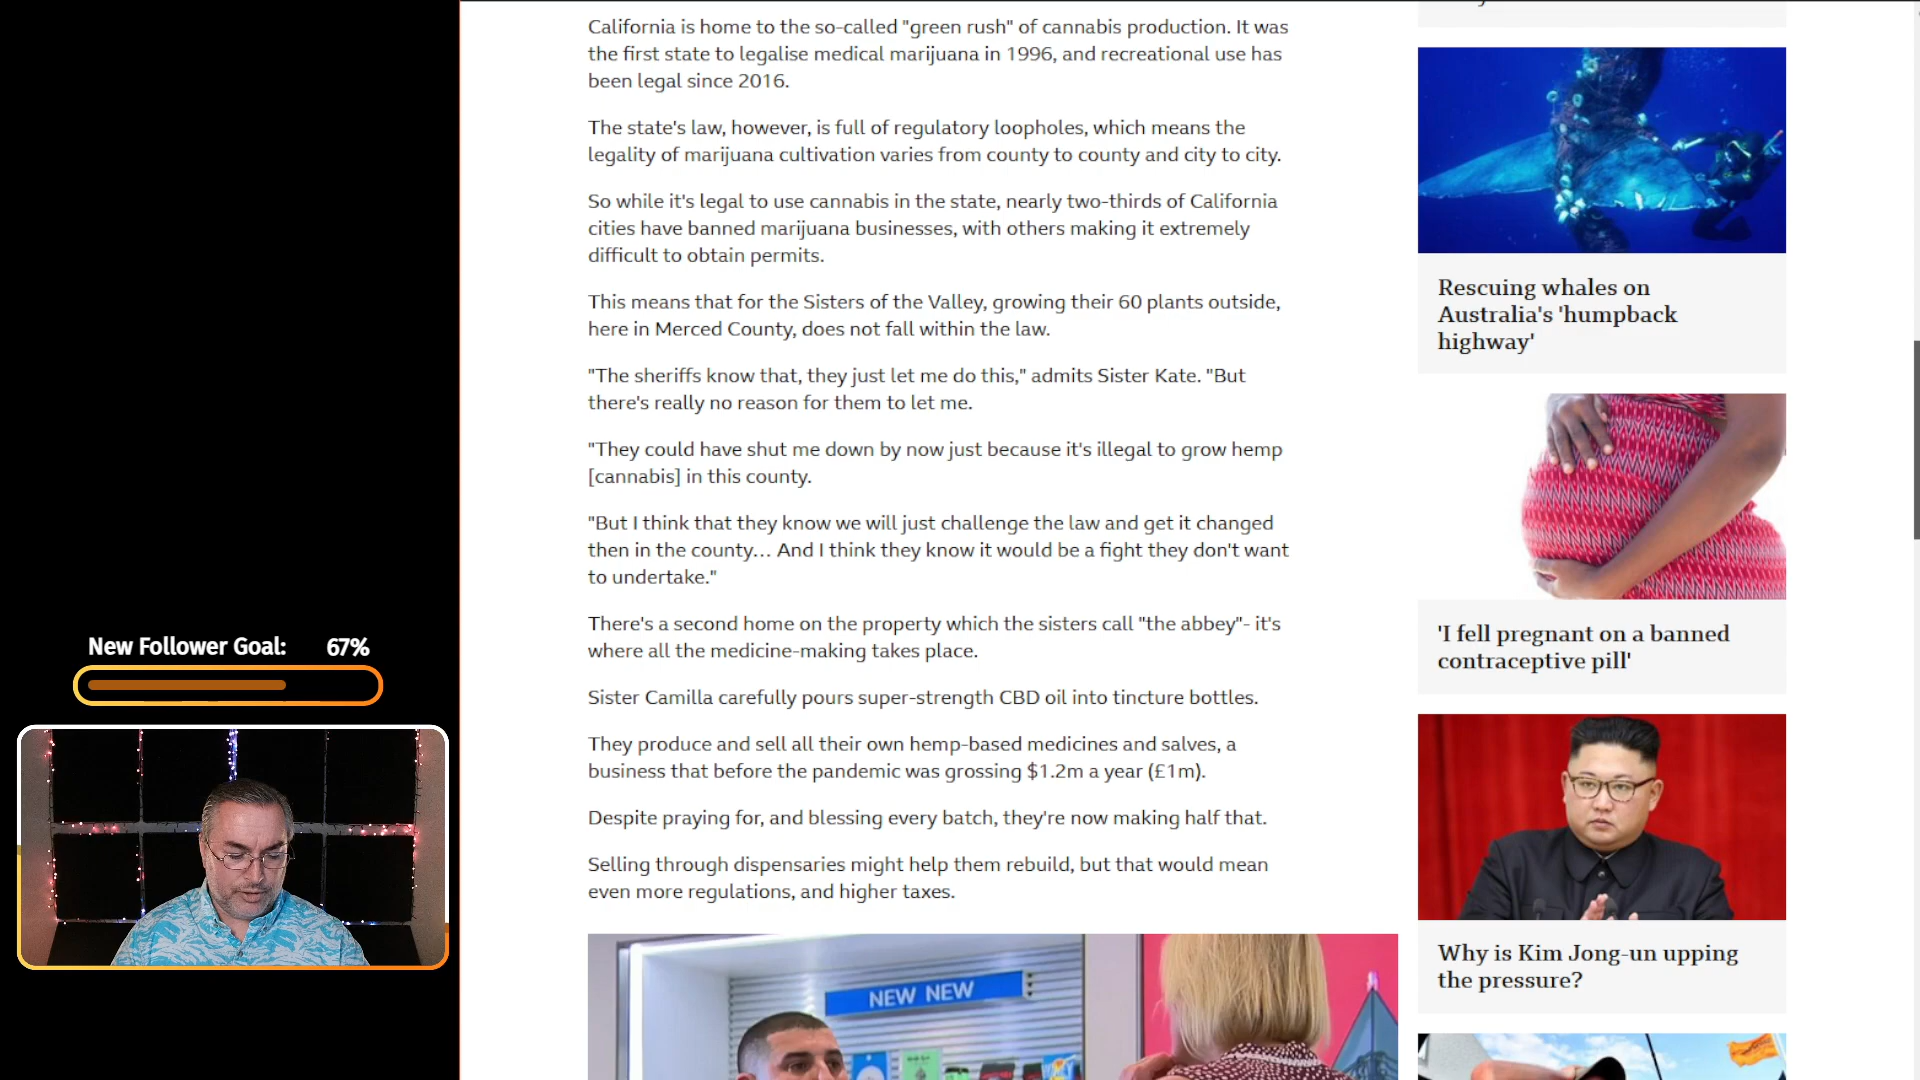 California is home to the so-called "green rush" of cannabis production. It was
the first state to legalise medical marijuana in 1996, and recreational use has
been legal since 2016.
The state's law, however, is full of regulatory loopholes, which means the
legality of marijuana cultivation varies from county to county and city to city.
So while it's legal to use cannabis in the state, nearly two-thirds of California
cities have banned marijuana businesses, with others making it extremely
difficult to obtain permits.
This means that for the Sisters of the Valley, growing their 60 plants outside,
here in Merced County, does not fall within the law.
"The sheriffs know that, they just let me do this," admits Sister Kate. "But
there's really no reason for them to let me.
"They could have shut me down by now just because it's illegal to grow hemp
[cannabis] in this county.
"But I think that they know we will just challenge the law and get it changed
then in the county... And I think they know it would be a fight they don't want
to undertake."
There's a second home on the property which the sisters call "the abbey"- it's
where all the medicine-making takes place.
Sister Camilla carefully pours super-strength CBD oil into tincture bottles.
They produce and sell all their own hemp-based medicines and salves, a
business that before the pandemic was grossing $1.2m a year (£1m).
Despite praying for, and blessing every batch, they're now making half that.
Selling through dispensaries might help them rebuild, but that would mean
even more regulations, and higher taxes.
NEW NEW
Rescuing whales on
Australia's 'humpback
highway'
'I fell pregnant on a banned
contraceptive pill'
Why is Kim Jong-un upping
the pressure?
New Follower Goal: 67%